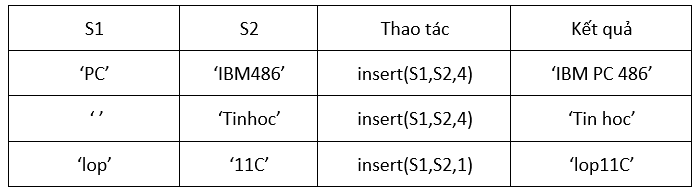 S1 S2 Thao tác Kết quả
‘PC’ ‘IBM486’ insert(S1,S2,4) ‘IBM PC 486’
‘ ’ ‘Tinhoc’ insert(S1,S2,4) ‘Tin hoc’
‘lop’ ‘11C’ insert(S1,S2,1) ‘lop11C’